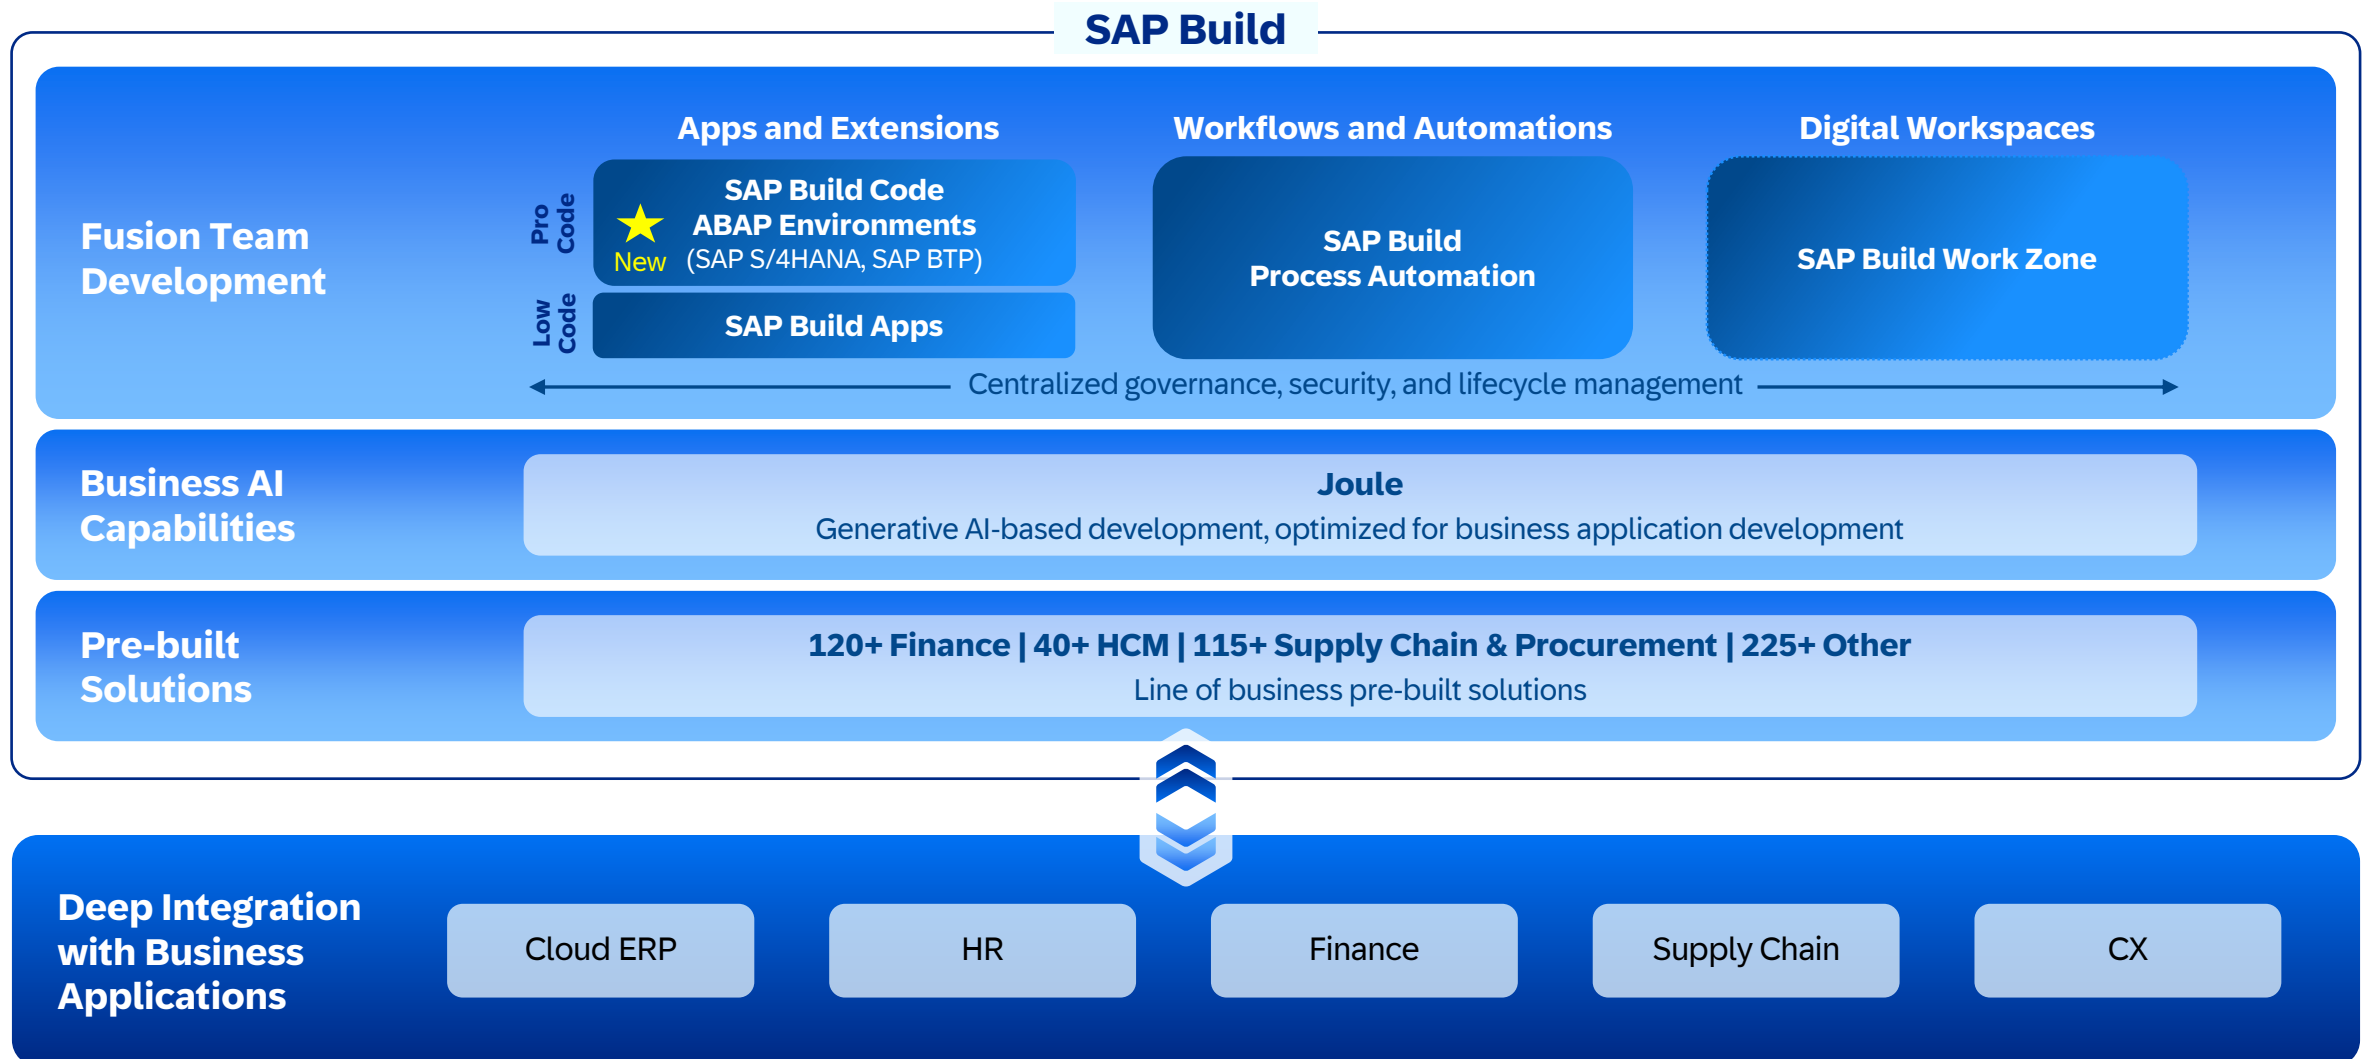 SAP Build
Fusion Team
Development
Apps and Extensions
Pro
Code
SAP Build Code
ABAP Environments
(SAP S/4HANA, SAP BTP)
New
Low
Code
SAP Build Apps
Workflows and Automations
SAP Build
Process Automation
Digital Workspaces
SAP Build Work Zone
Centralized governance, security, and lifecycle management
Business AI
Capabilities
Joule
Generative AI-based development, optimized for business application development
Pre-built
Solutions
120+ Finance | 40+ HCM | 115+ Supply Chain & Procurement | 225+ Other
Line of business pre-built solutions
Deep Integration
with Business
Applications
Cloud ERP
HR
Finance
Supply Chain
CX